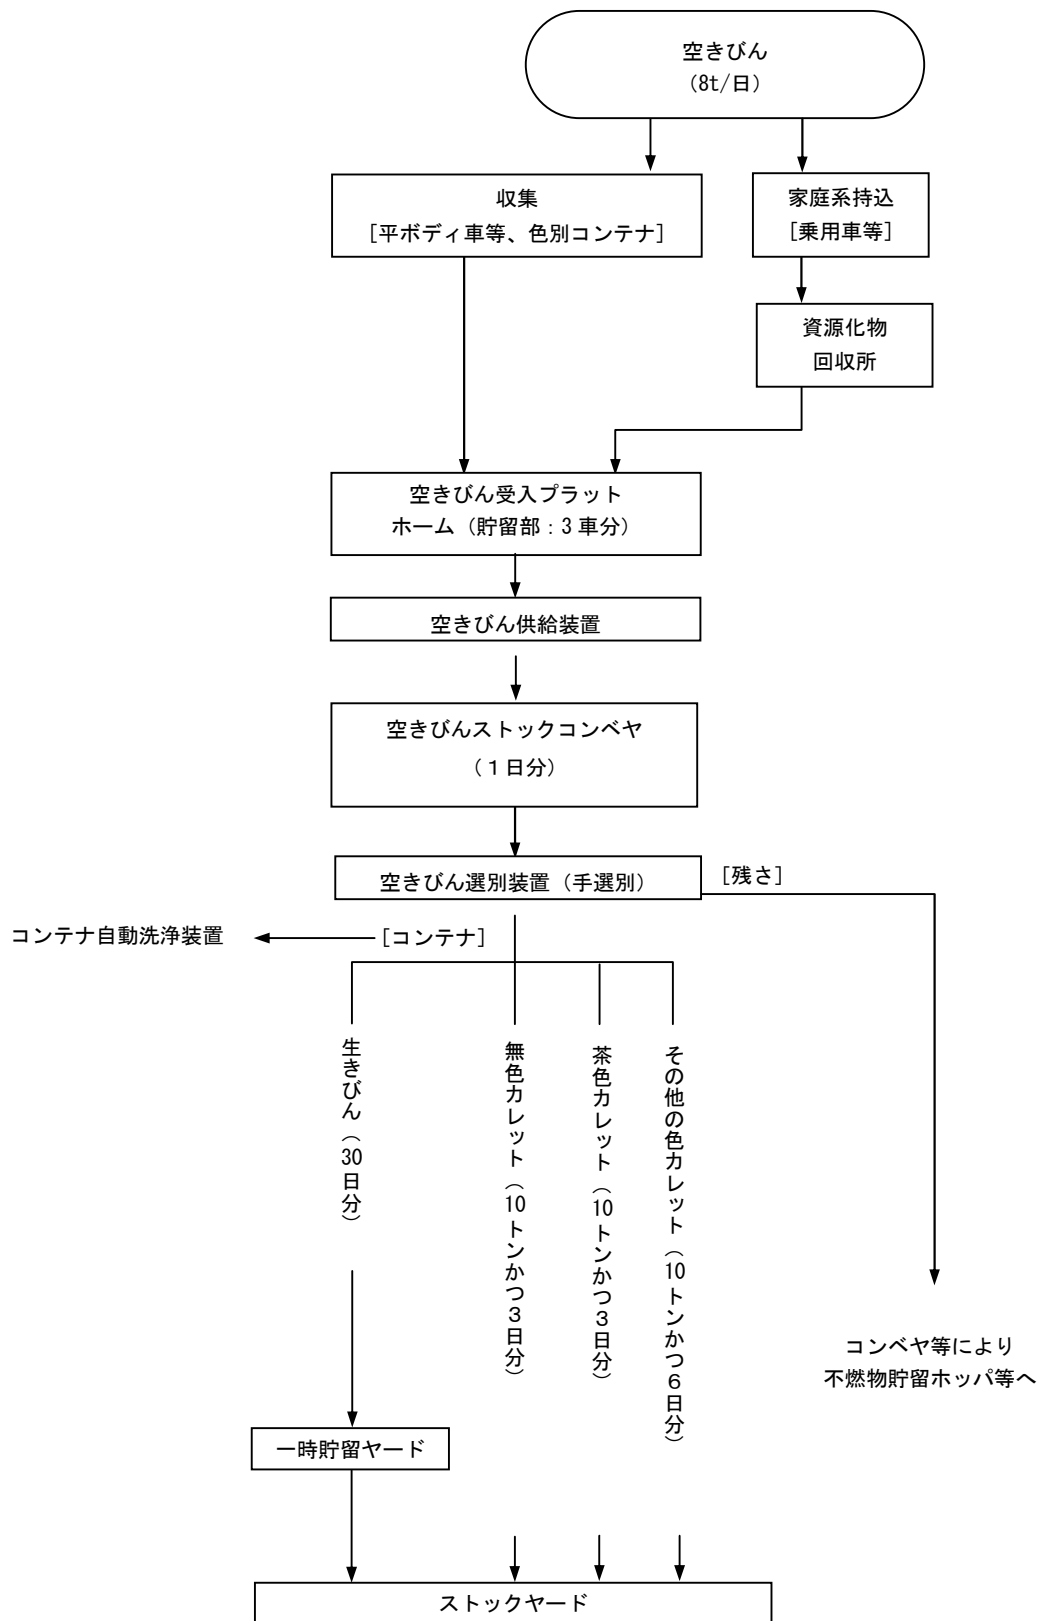 空きびん
（8t/日）
収集
[平ボディ車等、色別コンテナ]
家庭系持込
[乗用車等]
資源化物
回収所
空きびん受入プラット
ホーム（貯留部：3 車分）
空きびん供給装置
空きびんストックコンベヤ
（１日分）
空きびん選別装置（手選別）
[残さ]
コンテナ自動洗浄装置
[コンテナ]
生きびん（30日分）
無色カレット（10トンかつ３日分）
茶色カレット（10トンかつ３日分）
その他の色カレット（10トンかつ６日分）
コンベヤ等により
不燃物貯留ホッパ等へ
一時貯留ヤード
ストックヤード